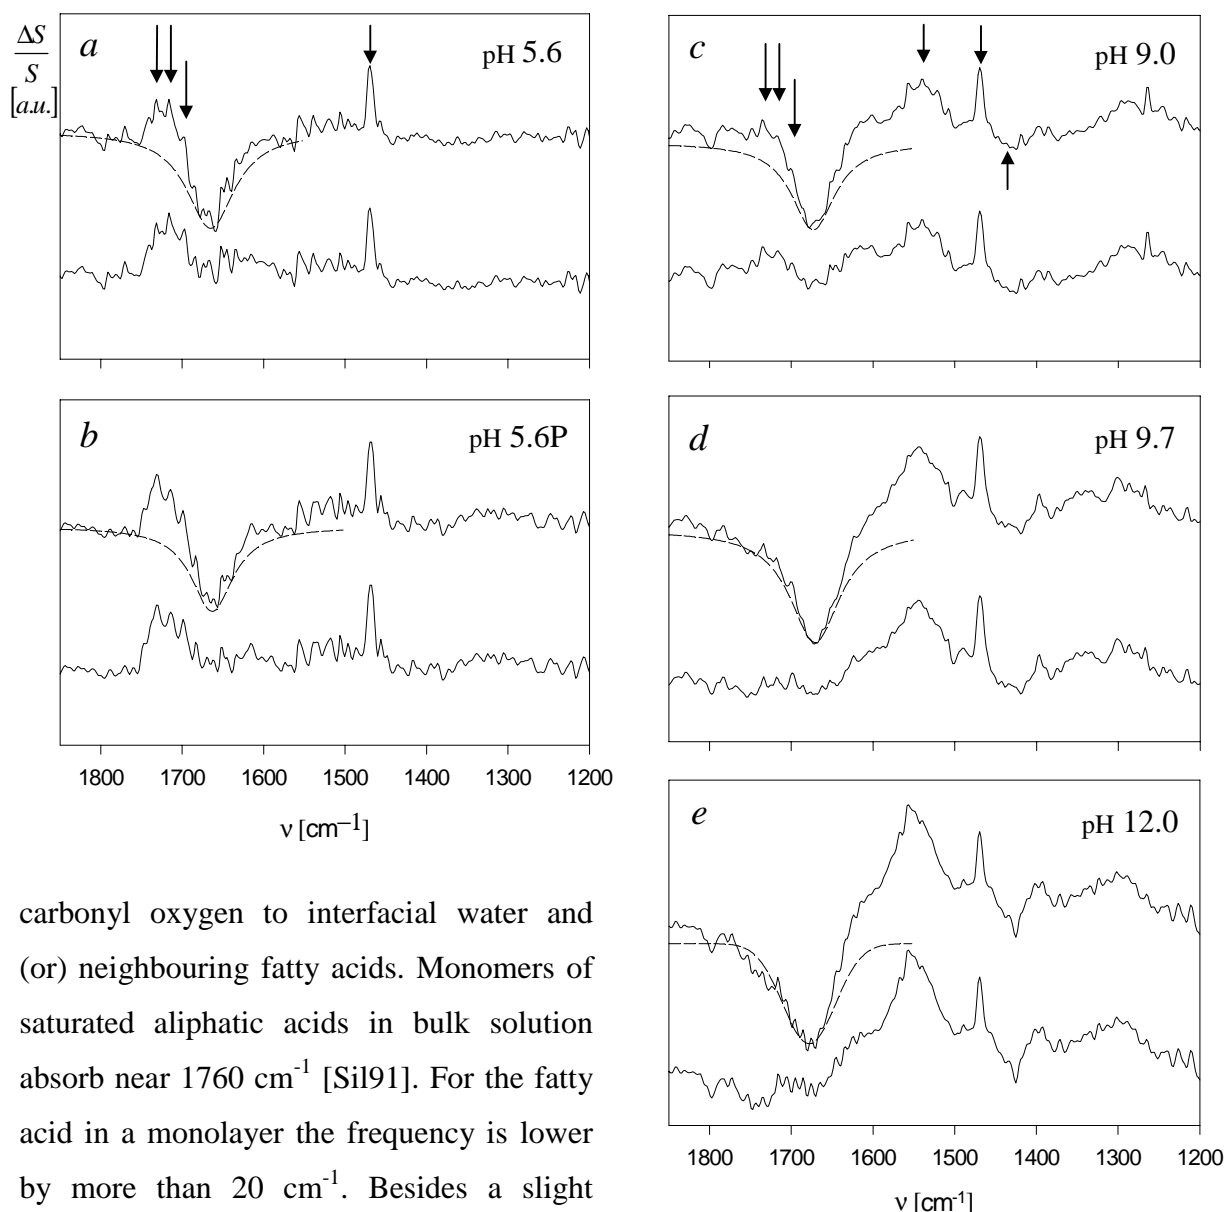 ΔS
S
[a.u.]
a
pH 5.6
b
pH 5.6P
1800 1700 1600 1500 1400 1300 1200
ν [cm–1]
carbonyl oxygen to interfacial water and
(or) neighbouring fatty acids. Monomers of
saturated aliphatic acids in bulk solution
absorb near 1760 cm-1 [Sil91]. For the fatty
acid in a monolayer the frequency is lower
by more than 20 cm-1. Besides a slight
c
pH 9.0
d
pH 9.7
e
pH 12.0
1800 1700 1600 1500 1400 1300 1200
ν [cm-1]